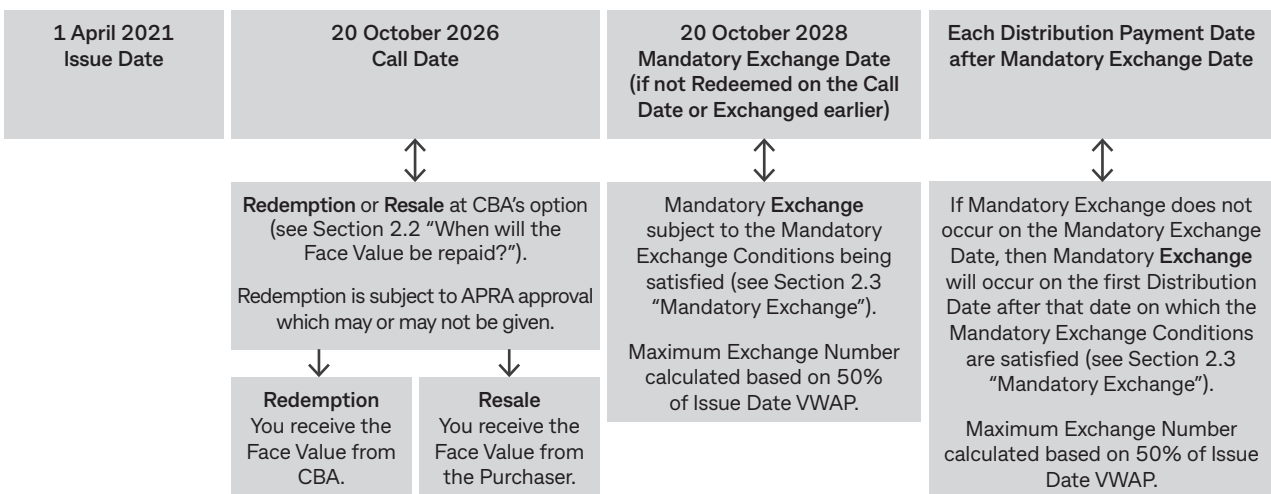 1 April 2021
Issue Date
20 October 2026
Call Date
20 October 2028
Mandatory Exchange Date
(if not Redeemed on the Call
Date or Exchanged earlier)
Each Distribution Payment Date
after Mandatory Exchange Date
Redemption or Resale at CBA's option
(see Section 2.2 “When will the
Face Value be repaid?”).
Redemption is subject to APRA approval
which may or may not be given.
Redemption
You receive the
Face Value from
CBA.
Resale
You receive the
Face Value from
the Purchaser.
Mandatory Exchange
subject to the Mandatory
Exchange Conditions being
satisfied (see Section 2.3
“Mandatory Exchange”).
Maximum Exchange Number
calculated based on 50%
of Issue Date VWAP.
If Mandatory Exchange does not
occur on the Mandatory Exchange
Date, then Mandatory Exchange
will occur on the first Distribution
Date after that date on which the
Mandatory Exchange Conditions
are satisfied (see Section 2.3
“Mandatory Exchange”).
Maximum Exchange Number
calculated based on 50% of Issue
Date VWAP.